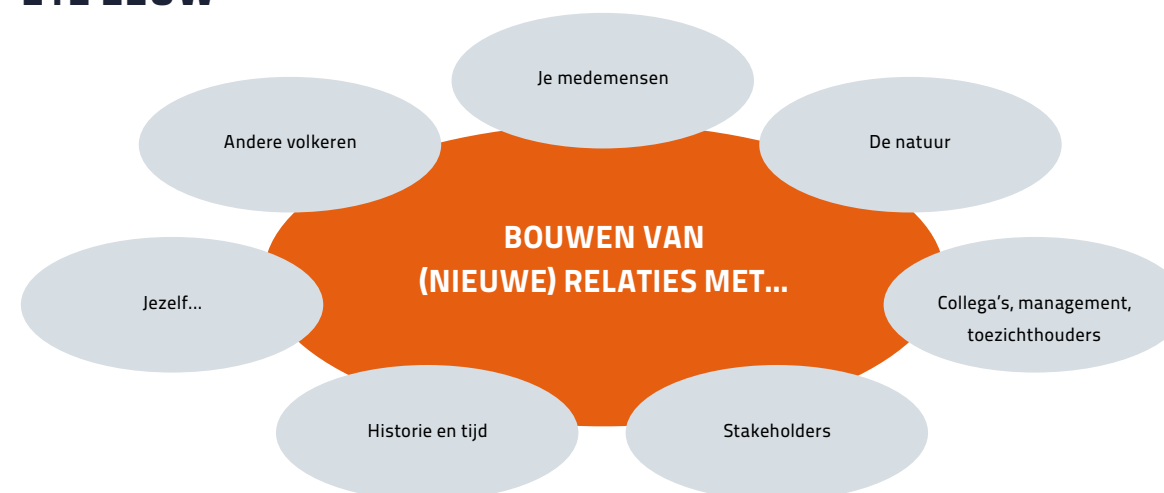 Je medemensen
Andere volkeren
De natuur
BOUWEN VAN
(NIEUWE) RELATIES MET...
Jezelf...
Collega's, management,
toezichthouders
Historie en tijd
Stakeholders